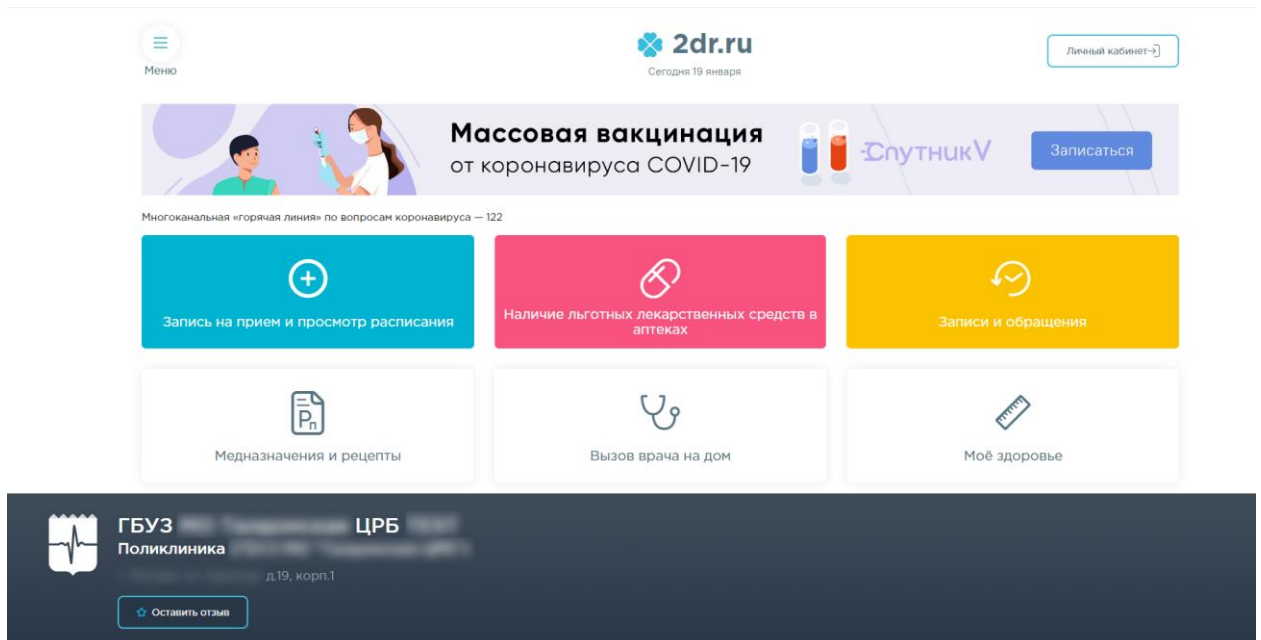 2dr.ru
Меню
Сегодня 19 января
Личный кабинет
Массовая вакцинация
от коронавируса COVID-19
СпутникV
Записаться
Многоканальная «горячая линия» по вопросам коронавируса — 122
Запись на прием и просмотр расписания
Наличие льготных лекарственных средств в
аптеках
Записи и обращения
Рп
Медназначения и рецепты
Вызов врача на дом
Моё здоровье
ГБУЗ ЦРБ
Поликлиника
д.19, корп.1
Оставить отзыв